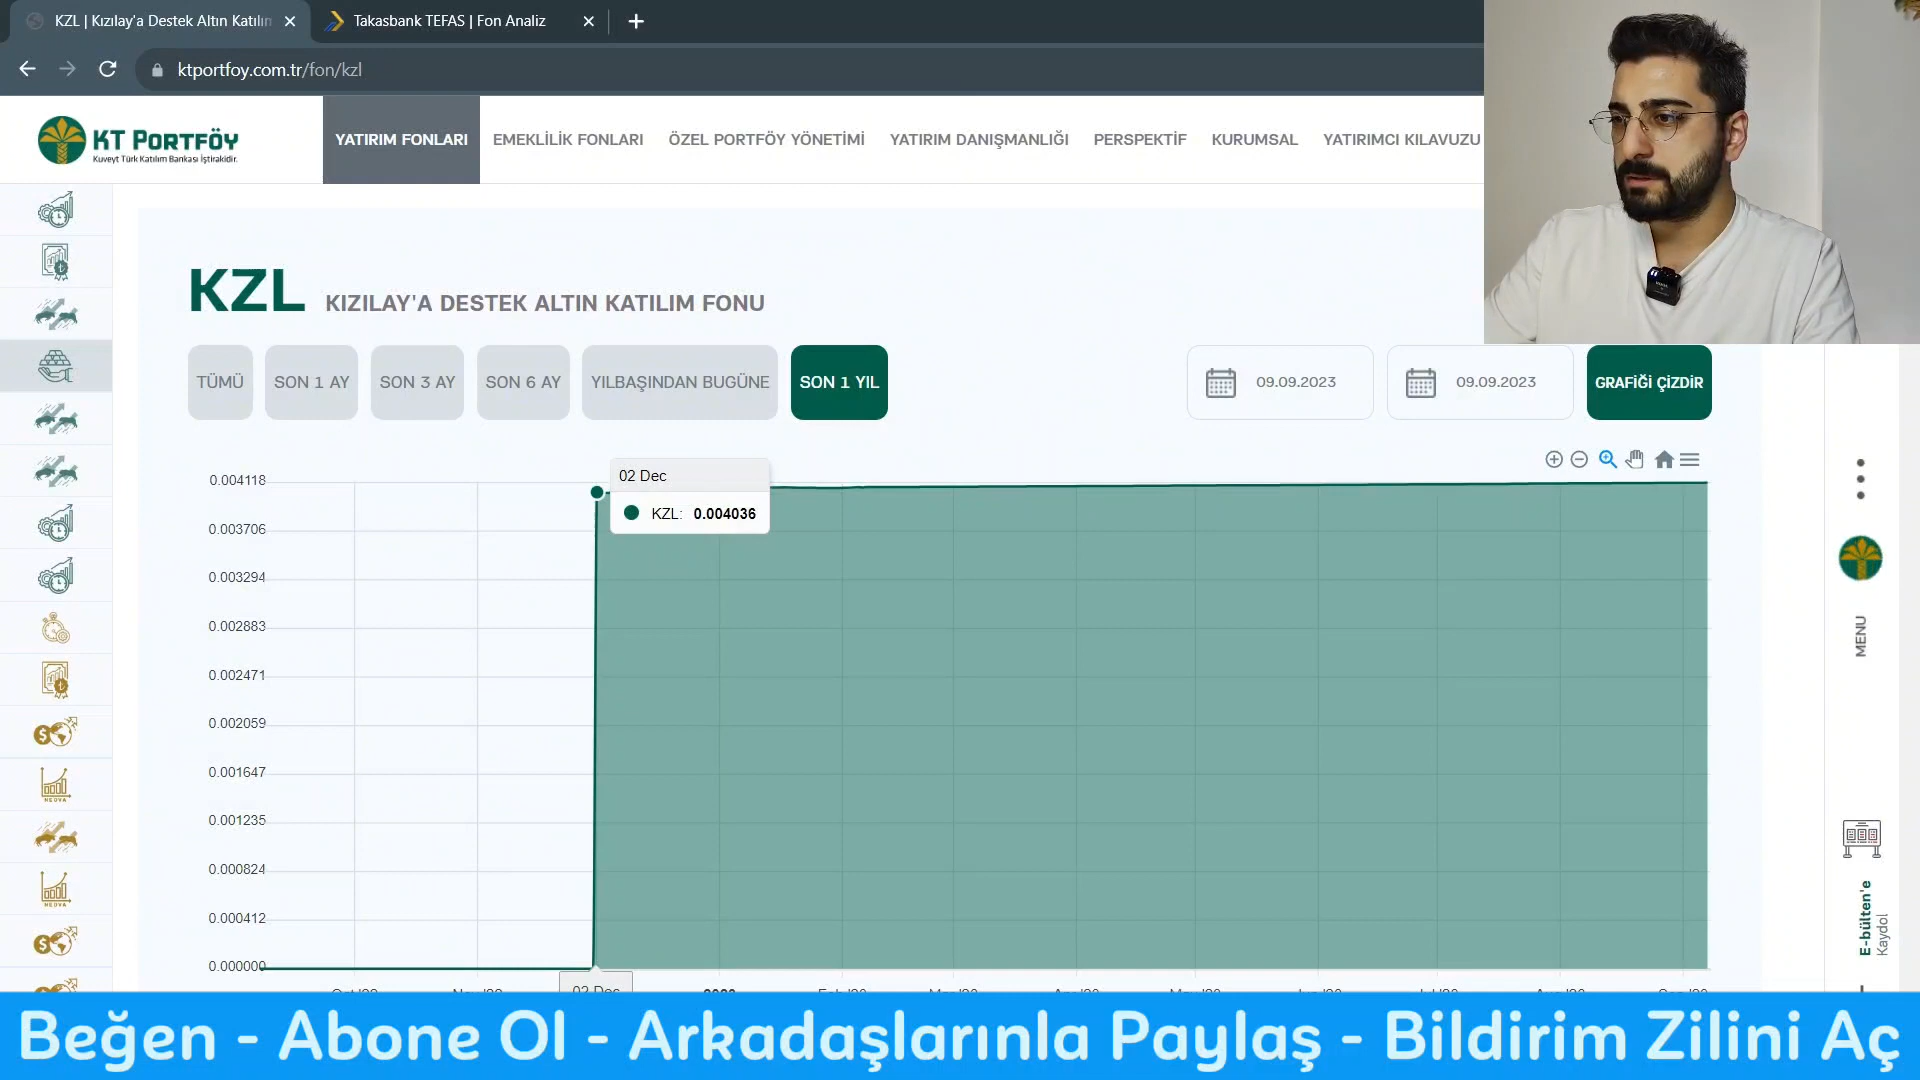 KZL | Kızılay'a Destek Altın Katılım
Takasbank TEFAS | Fon Analiz
ktportfoy.com.tr/fon/kzl
KT PORTFÖY
Kuveyt Türk Katılım Bankası İştirakidir.
YATIRIM FONLARI
EMEKLİLİK FONLARI
ÖZEL PORTFÖY YÖNETİMİ
YATIRIM DANIŞMANLIĞI
PERSPEKTİF
KURUMSAL
YATIRIMCI KILAVUZU
KZL KIZILAY'A DESTEK ALTIN KATILIM FONU
TÜMÜ
SON 1 AY
SON 3 AY
SON 6 AY
YILBAŞINDAN BUGÜNE
SON 1 YIL
09.09.2023
09.09.2023
GRAFİĞİ ÇİZDİR
02 Dec
KZL: 0.004036
0.004118
0.003706
0.003294
0.002883
0.002471
0.002059
0.001647
0.001235
0.000824
0.000412
0.000000
02 Dec
MENU
E-bülten'e
Kaydol
NEOVA
NEOVA
Beğen - Abone Ol - Arkadaşlarınla Paylaş - Bildirim Zilini Aç